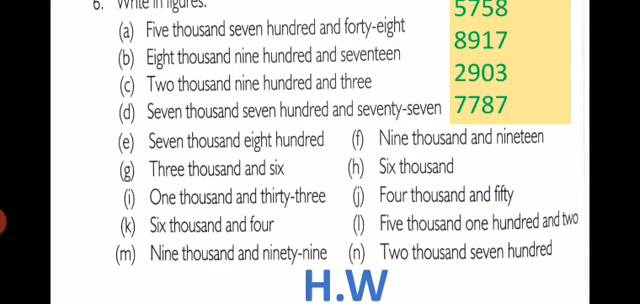 6. Write in figures.
5758
(a) Five thousand seven hundred and forty-eight
8917
(b) Eight thousand nine hundred and seventeen
(c) Two thousand nine hundred and three
2903
(d) Seven thousand seven hundred and seventy-seven 7787
(e) Seven thousand eight hundred (f) Nine thousand and nineteen
(g) Three thousand and six (h) Six thousand
(i) One thousand and thirty-three (j) Four thousand and fifty
(k) Six thousand and four (l) Five thousand one hundred and two
(m) Nine thousand and ninety-nine (n) Two thousand seven hundred
H.W